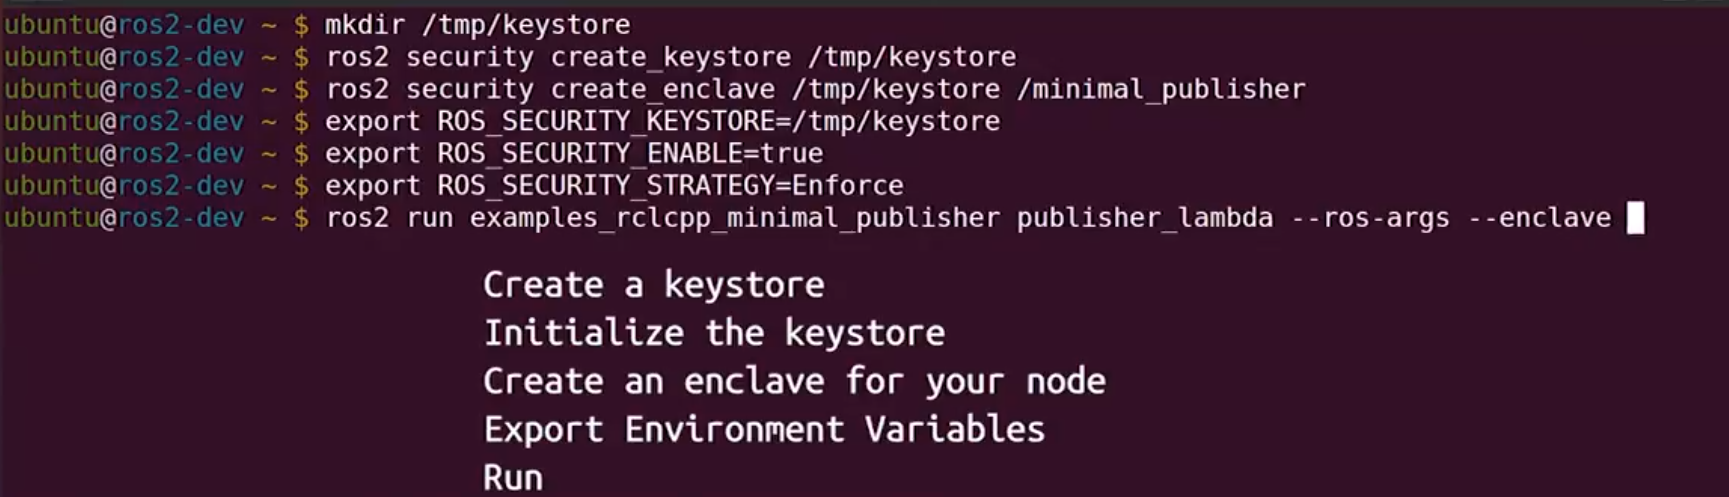 ubuntu@ros2-dev ~ $ mkdir /tmp/keystore
ubuntu@ros2-dev ~ $ ros2 security create_keystore /tmp/keystore
ubuntu@ros2-dev ~ $ ros2 security create_enclave /tmp/keystore /minimal_publisher
ubuntu@ros2-dev ~ $ export ROS_SECURITY_KEYSTORE=/tmp/keystore
ubuntu@ros2-dev ~ $ export ROS_SECURITY_ENABLE=true
ubuntu@ros2-dev ~ $ export ROS_SECURITY_STRATEGY=Enforce
ubuntu@ros2-dev ~ $ ros2 run examples_rclcpp_minimal_publisher publisher_lambda --ros-args --enclave
Create a keystore
Initialize the keystore
Create an enclave for your node
Export Environment Variables
Run